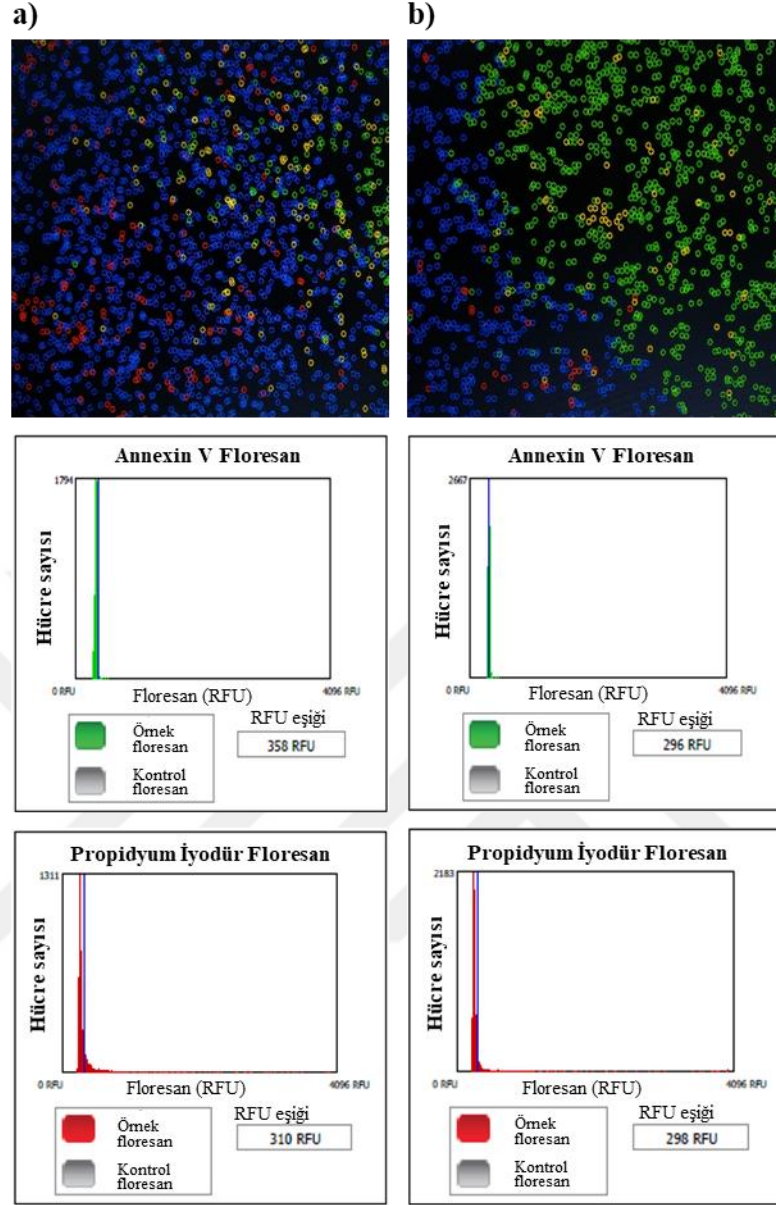 a)
b)
Annexin V Floresan
1794
Hücre sayısı
0 RFU
Floresan (RFU)
4096 RFU
Örnek
floresan
Kontrol
floresan
RFU eşiği
358 RFU
Annexin V Floresan
2667
Hücre sayısı
0 RFU
Floresan (RFU)
4096 RFU
Örnek
floresan
Kontrol
floresan
RFU eşiği
296 RFU
Propidyum İyodür Floresan
1311
Hücre sayısı
0 RFU
Floresan (RFU)
4096 RFU
Örnek
floresan
Kontrol
floresan
RFU eşiği
310 RFU
Propidyum İyodür Floresan
2183
Hücre sayısı
0 RFU
Floresan (RFU)
4096 RFU
Örnek
floresan
Kontrol
floresan
RFU eşiği
298 RFU